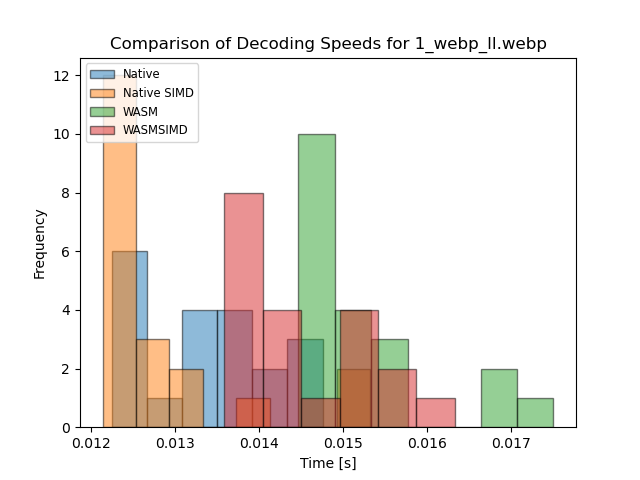 Comparison of Decoding Speeds for 1_webp_ll.webp
Native
Native SIMD
WASM
WASMSIMD
Frequency
12
10
8
6
4
2
0
0.012 0.013 0.014 0.015 0.016 0.017
Time [s]